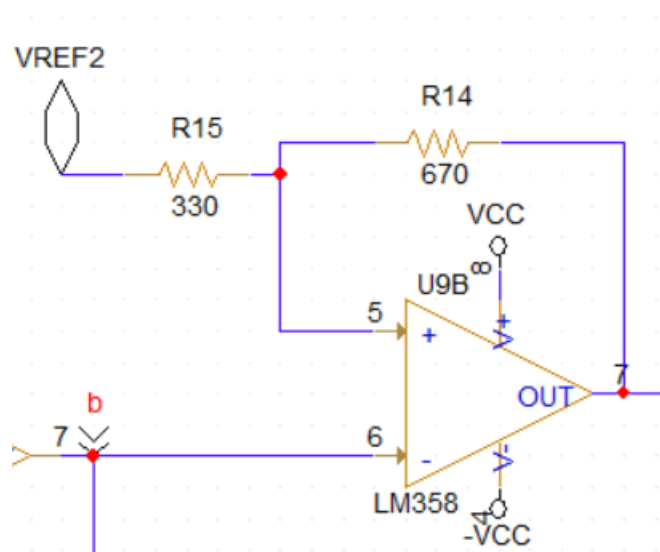 VREF2
R15
330
R14
670
VCC
8
U9B
V+
5
+
7
OUT
b
7
6
-
V-
LM358
4
-VCC